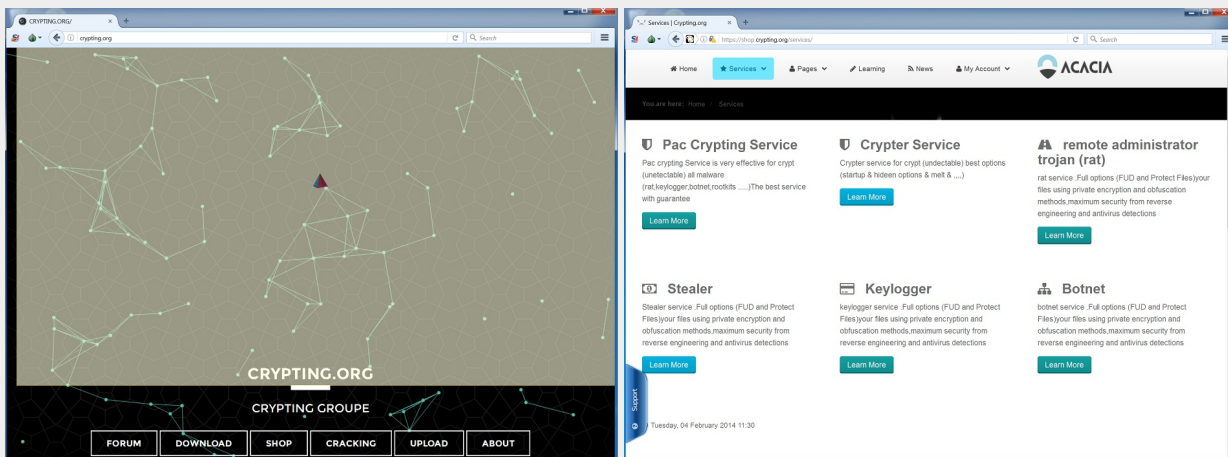 CRYPTING.ORG/
crypting.org
Search
CRYPTING.ORG
CRYPTING GROUPE
FORUM
DOWNLOAD
SHOP
CRACKING
UPLOAD
ABOUT
Services | Crypting.org
https://shop.crypting.org/services/
Search
Home
Services
Pages
Learning
News
My Account
ACACIA
You are here: Home / Services
Pac Crypting Service
Pac crypting Service is very effective for crypt
(unetectable) all malware
(rat,keylogger,botnet,rootkits .....)The best service
with guarantee
Learn More
Crypter Service
Crypter service for crypt (undectable) best options
(startup & hideen options & melt & ,,,,)
Learn More
remote administrator
trojan (rat)
rat service .Full options (FUD and Protect Files)your
files using private encryption and obfuscation
methods,maximum security from reverse
engineering and antivirus detections
Learn More
Stealer
Stealer service .Full options (FUD and Protect
Files)your files using private encryption and
obfuscation methods,maximum security from
reverse engineering and antivirus detections
Learn More
Keylogger
keylogger service .Full options (FUD and Protect
Files)your files using private encryption and
obfuscation methods,maximum security from
reverse engineering and antivirus detections
Learn More
Botnet
botnet service .Full options (FUD and Protect
Files)your files using private encryption and
obfuscation methods,maximum security from
reverse engineering and antivirus detections
Learn More
Support
Tuesday, 04 February 2014 11:30